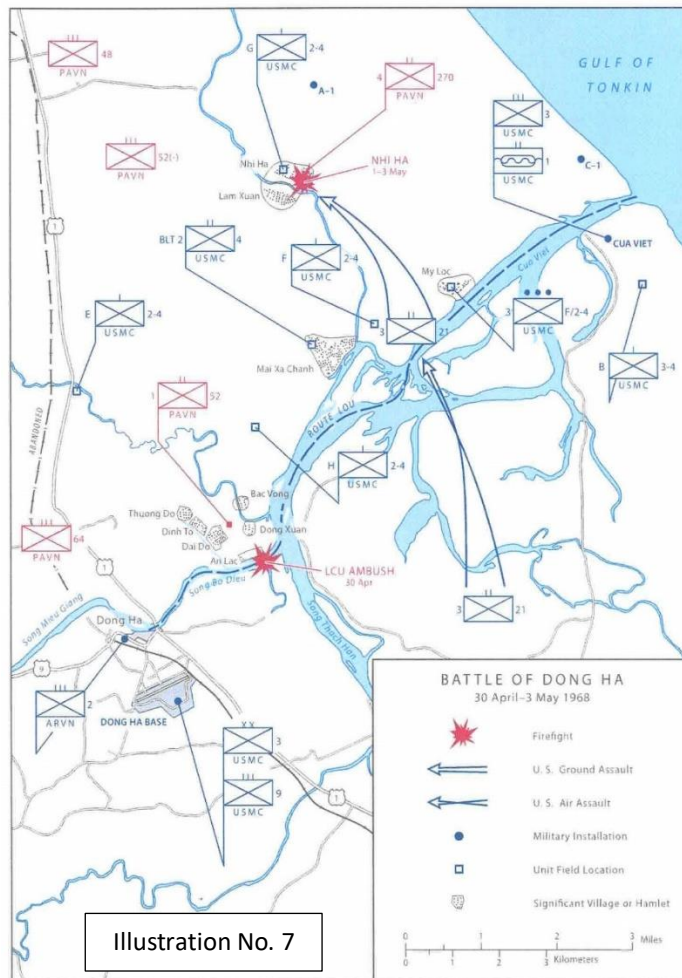 G
2-4
USMC
A-1
III
48
PAVN
II
4
270
PAVN
GULF OF
TONKIN
III
3
USMC
II
1
USMC
C-1
III
52(-)
PAVN
Nhi Ha
NHI HA
1–3 May
Lam Xuan
CUA VIET
II
BLT 2
4
USMC
I
F
2-4
USMC
My Loc
Cua Viet
I
E
2-4
USMC
II
3
21
3
F/2-4
USMC
I
B
3-4
USMC
Mai Xa Chanh
II
1
52
PAVN
ABANDONED
1
ROUTE LOU
I
H
2-4
USMC
Bac Vong
Thuong Do
Dinh To
Dai Do
Dong Xuan
An Lac
III
64
PAVN
LCU AMBUSH
30 Apr
Song Bo Dieu
Song Mieu Giang
Song Thach Han
Dong Ha
9
II
3
21
III
2
ARVN
DONG HA BASE
XX
3
USMC
III
9
USMC
1
BATTLE OF DONG HA
30 April–3 May 1968
Firefight
U. S. Ground Assault
U. S. Air Assault
Military Installation
Unit Field Location
Significant Village or Hamlet
0 1 2
Miles
0 1 2 3
Kilometers
Illustration No. 7